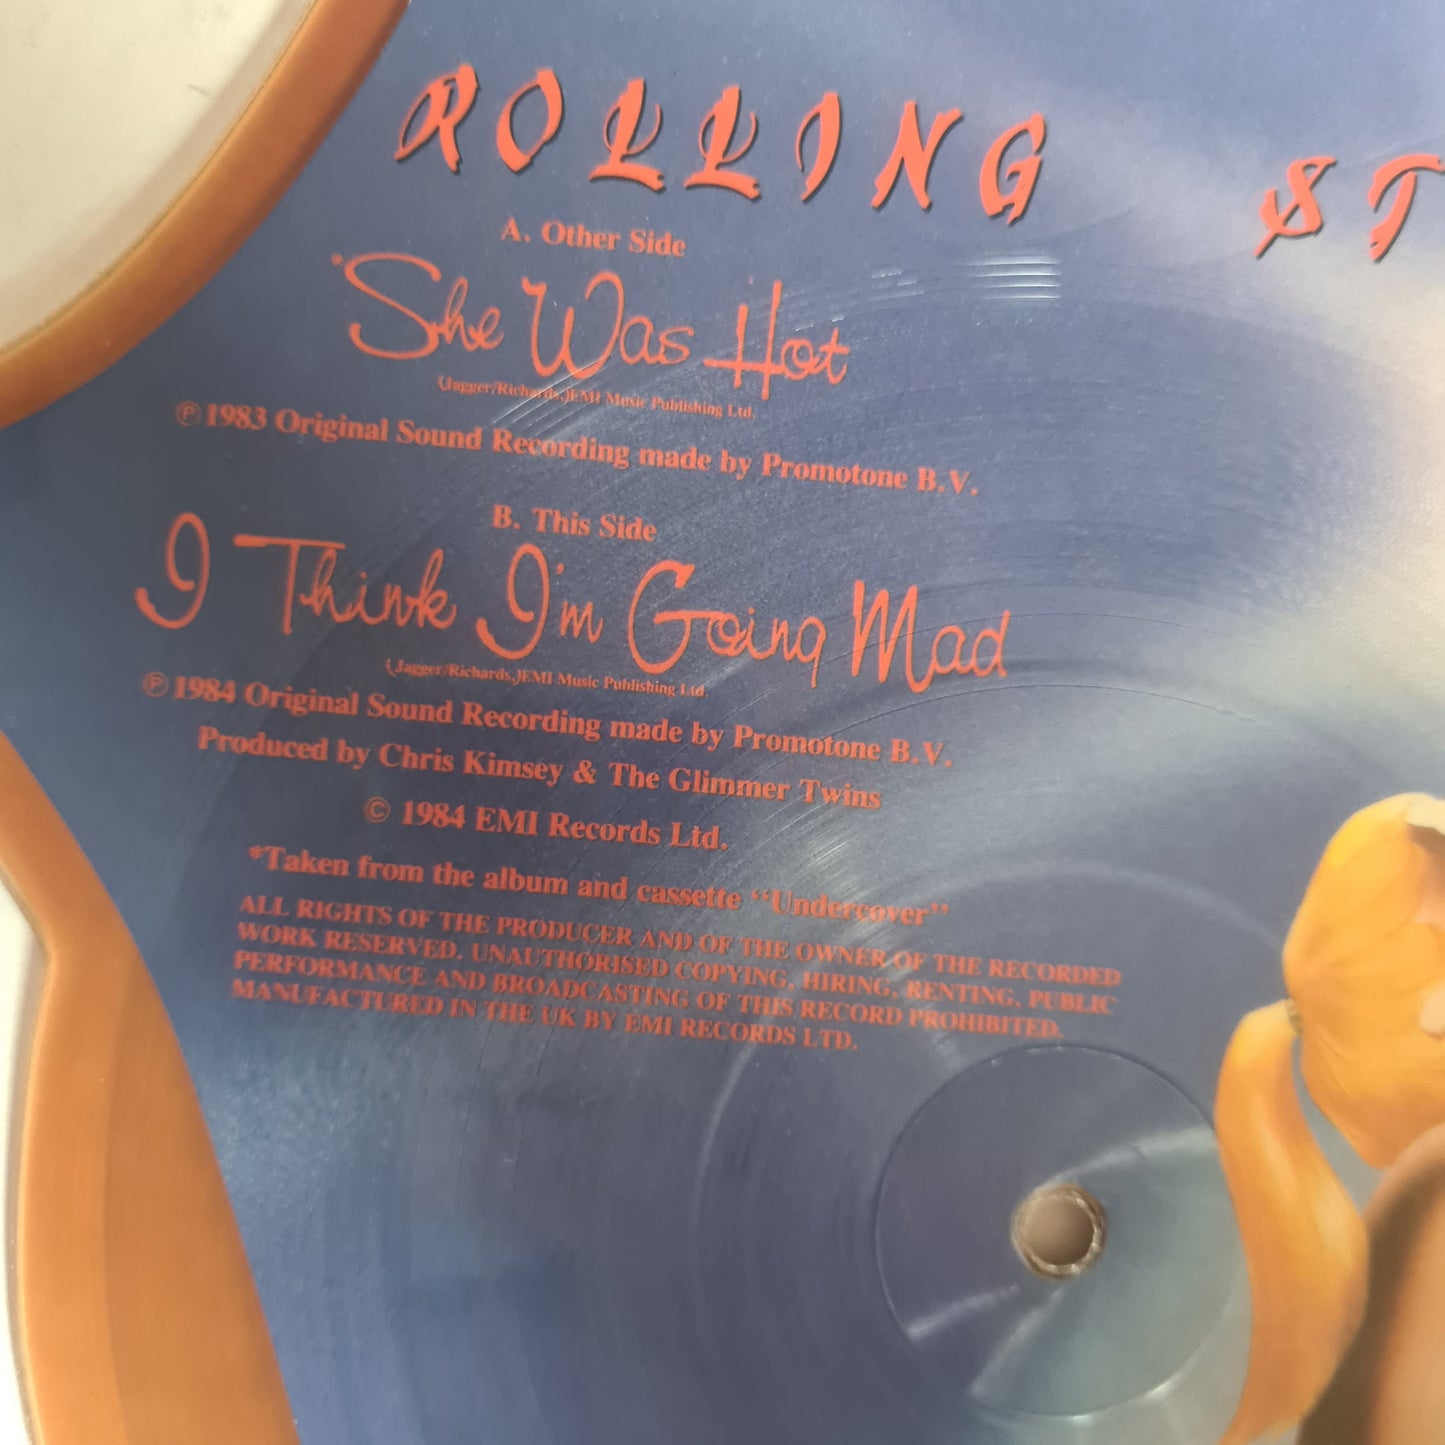 ROLLING ST
A. Other Side
*She Was Hot
(Jagger/Richards,)EMI Music Publishing Ltd.
℗1983 Original Sound Recording made by Promotone B.V.
B. This Side
I Think I'm Going Mad
(Jagger/Richards,)EMI Music Publishing Ltd.
℗1984 Original Sound Recording made by Promotone B.V.
Produced by Chris Kimsey & The Glimmer Twins
© 1984 EMI Records Ltd.
*Taken from the album and cassette “Undercover”
ALL RIGHTS OF THE PRODUCER AND OF THE OWNER OF THE RECORDED
WORK RESERVED. UNAUTHORISED COPYING, HIRING, RENTING, PUBLIC
PERFORMANCE AND BROADCASTING OF THIS RECORD PROHIBITED.
MANUFACTURED IN THE UK BY EMI RECORDS LTD.